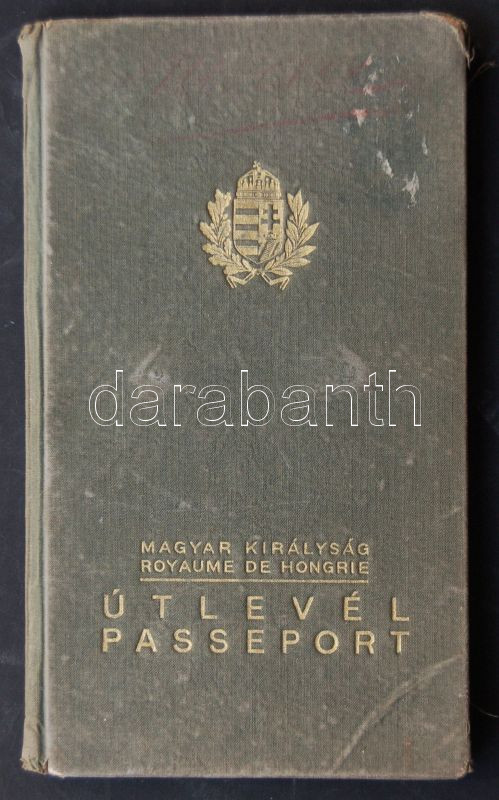 darabanth
MAGYAR KIRÁLYSÁG
ROYAUME DE HONGRIE
ÚTLEVÉL
PASSEPORT